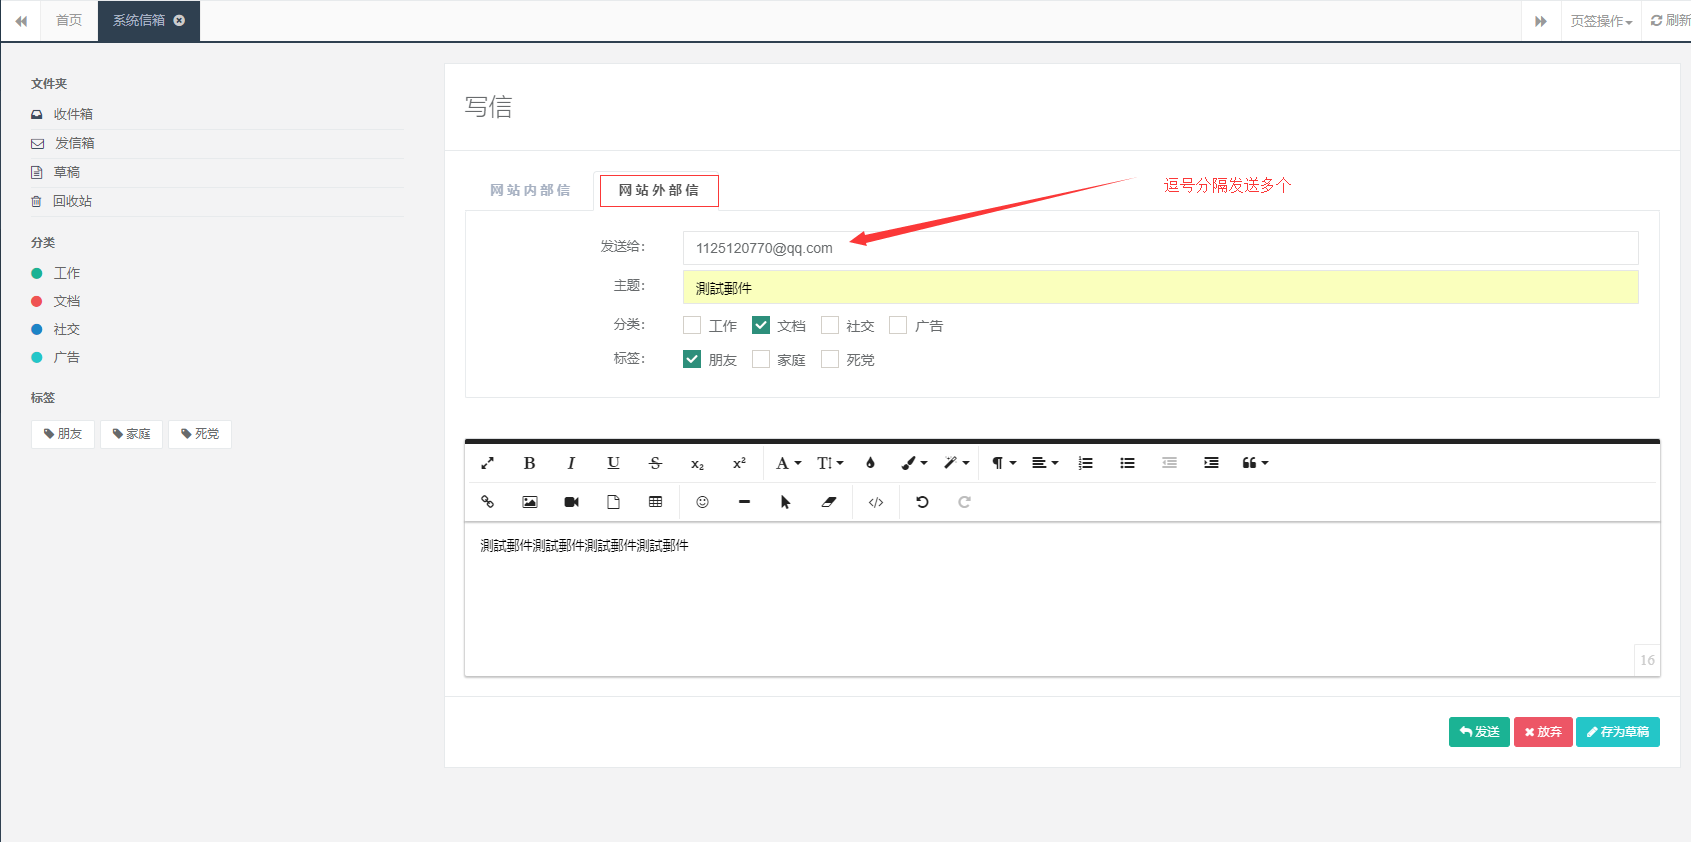 首页
系统信箱
页签操作
刷新
文件夹
收件箱
发信箱
草稿
回收站
分类
工作
文档
社交
广告
标签
朋友 家庭 死党
写信
网站内部信 网站外部信
逗号分隔发送多个
发送给: 1125120770@qq.com
主题: 測試郵件
分类: 工作 文档 社交 广告
标签: 朋友 家庭 死党
B I U S x₂ x² A T
測試郵件測試郵件測試郵件測試郵件
16
发送 放弃 存为草稿